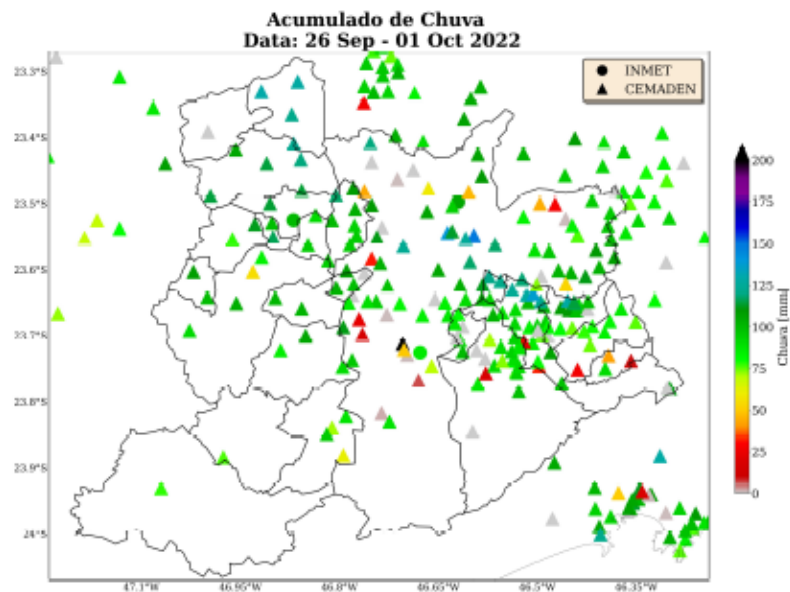 Acumulado de Chuva
Data: 26 Sep - 01 Oct 2022
INMET
CEMADEN
23.3°S
23.4°S
23.5°S
23.6°S
23.7°S
23.8°S
23.9°S
24°S
47.1°W
46.95°W
46.8°W
46.65°W
46.5°W
46.35°W
200
175
150
125
100
75
50
25
0
Chuva [mm]